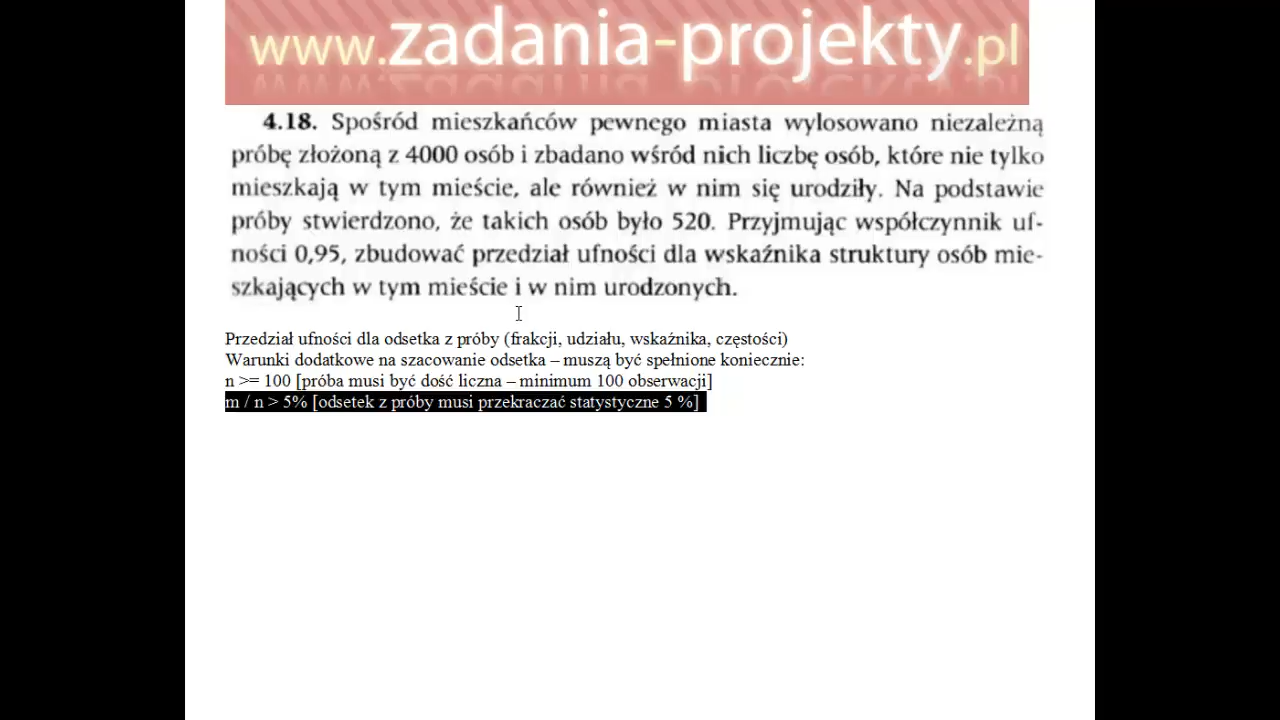 www.zadania-projekty.pl
4.18. Spośród mieszkańców pewnego miasta wylosowano niezależną
próbę złożoną z 4000 osób i zbadano wśród nich liczbę osób, które nie tylko
mieszkają w tym mieście, ale również w nim się urodziły. Na podstawie
próby stwierdzono, że takich osób było 520. Przyjmując współczynnik uf-
ności 0,95, zbudować przedział ufności dla wskaźnika struktury osób mie-
szkających w tym mieście i w nim urodzonych.
Przedział ufności dla odsetka z próby (frakcji, udziału, wskaźnika, częstości)
Warunki dodatkowe na szacowanie odsetka – muszą być spełnione koniecznie:
n >= 100 [próba musi być dość liczna – minimum 100 obserwacji]
m / n > 5% [odsetek z próby musi przekraczać statystyczne 5 %]